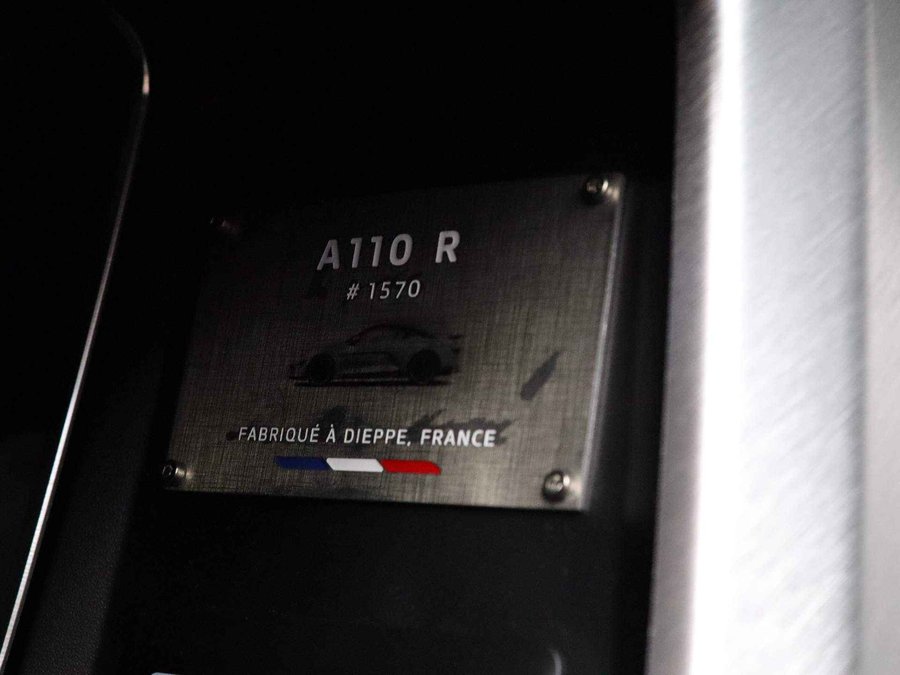 A110 R
# 1570
FABRIQUÉ À DIEPPE, FRANCE